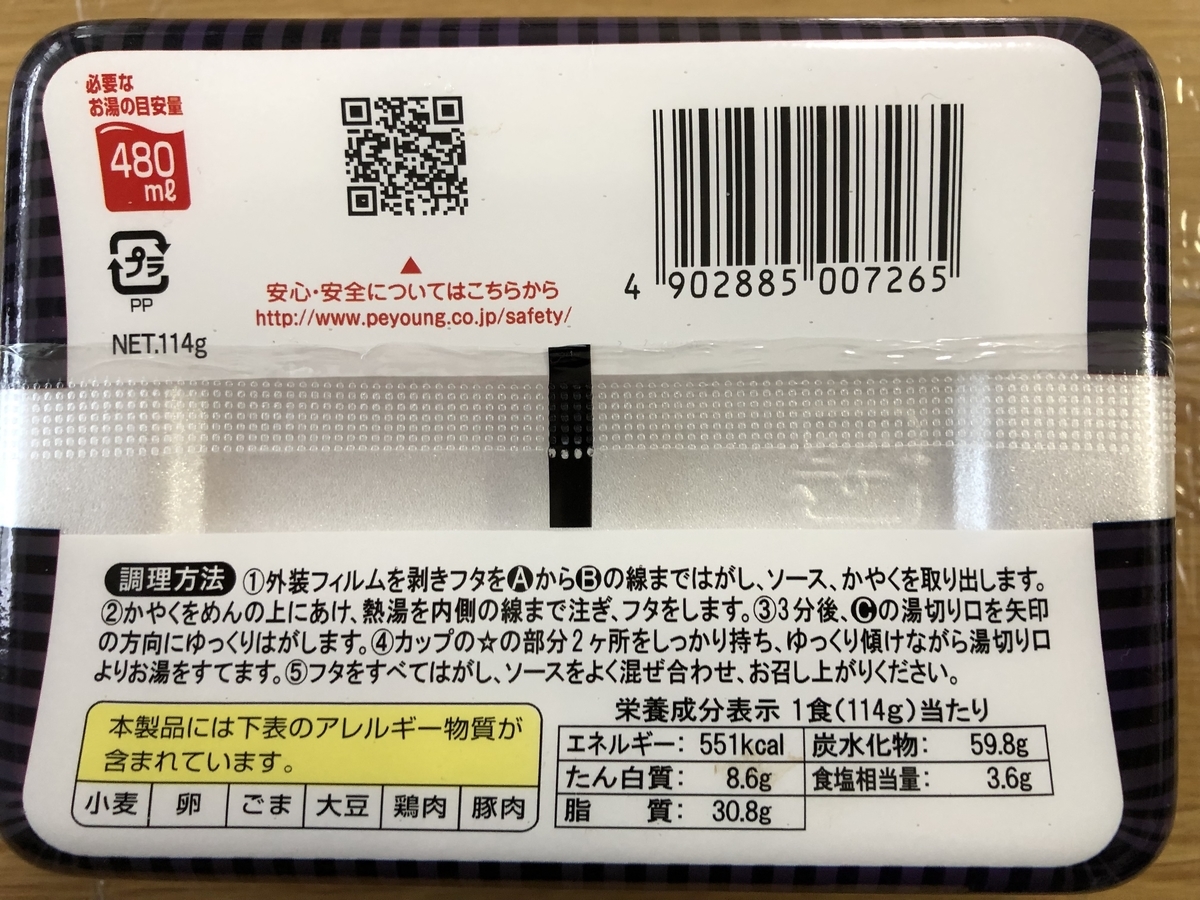 必要な
お湯の目安量
480
ml
プラ
PP
NET.114g
安心・安全についてはこちらから
http://www.peyoung.co.jp/safety/
4 902885 007265
調理方法 ①外装フィルムを剥きフタをⒶからⒷの線まではがし、ソース、かやくを取り出します。
②かやくをめんの上にあけ、熱湯を内側の線まで注ぎ、フタをします。③3分後、Ⓒの湯切り口を矢印
の方向にゆっくりはがします。④カップの☆の部分2ヶ所をしっかり持ち、ゆっくり傾けながら湯切り口
よりお湯をすてます。⑤フタをすべてはがし、ソースをよく混ぜ合わせ、お召し上がりください。
本製品には下表のアレルギー物質が
含まれています。
小麦 卵 ごま 大豆 鶏肉 豚肉
栄養成分表示 1食(114g)当たり
エネルギー: 551kcal 炭水化物: 59.8g
たん白質: 8.6g 食塩相当量: 3.6g
脂 質: 30.8g